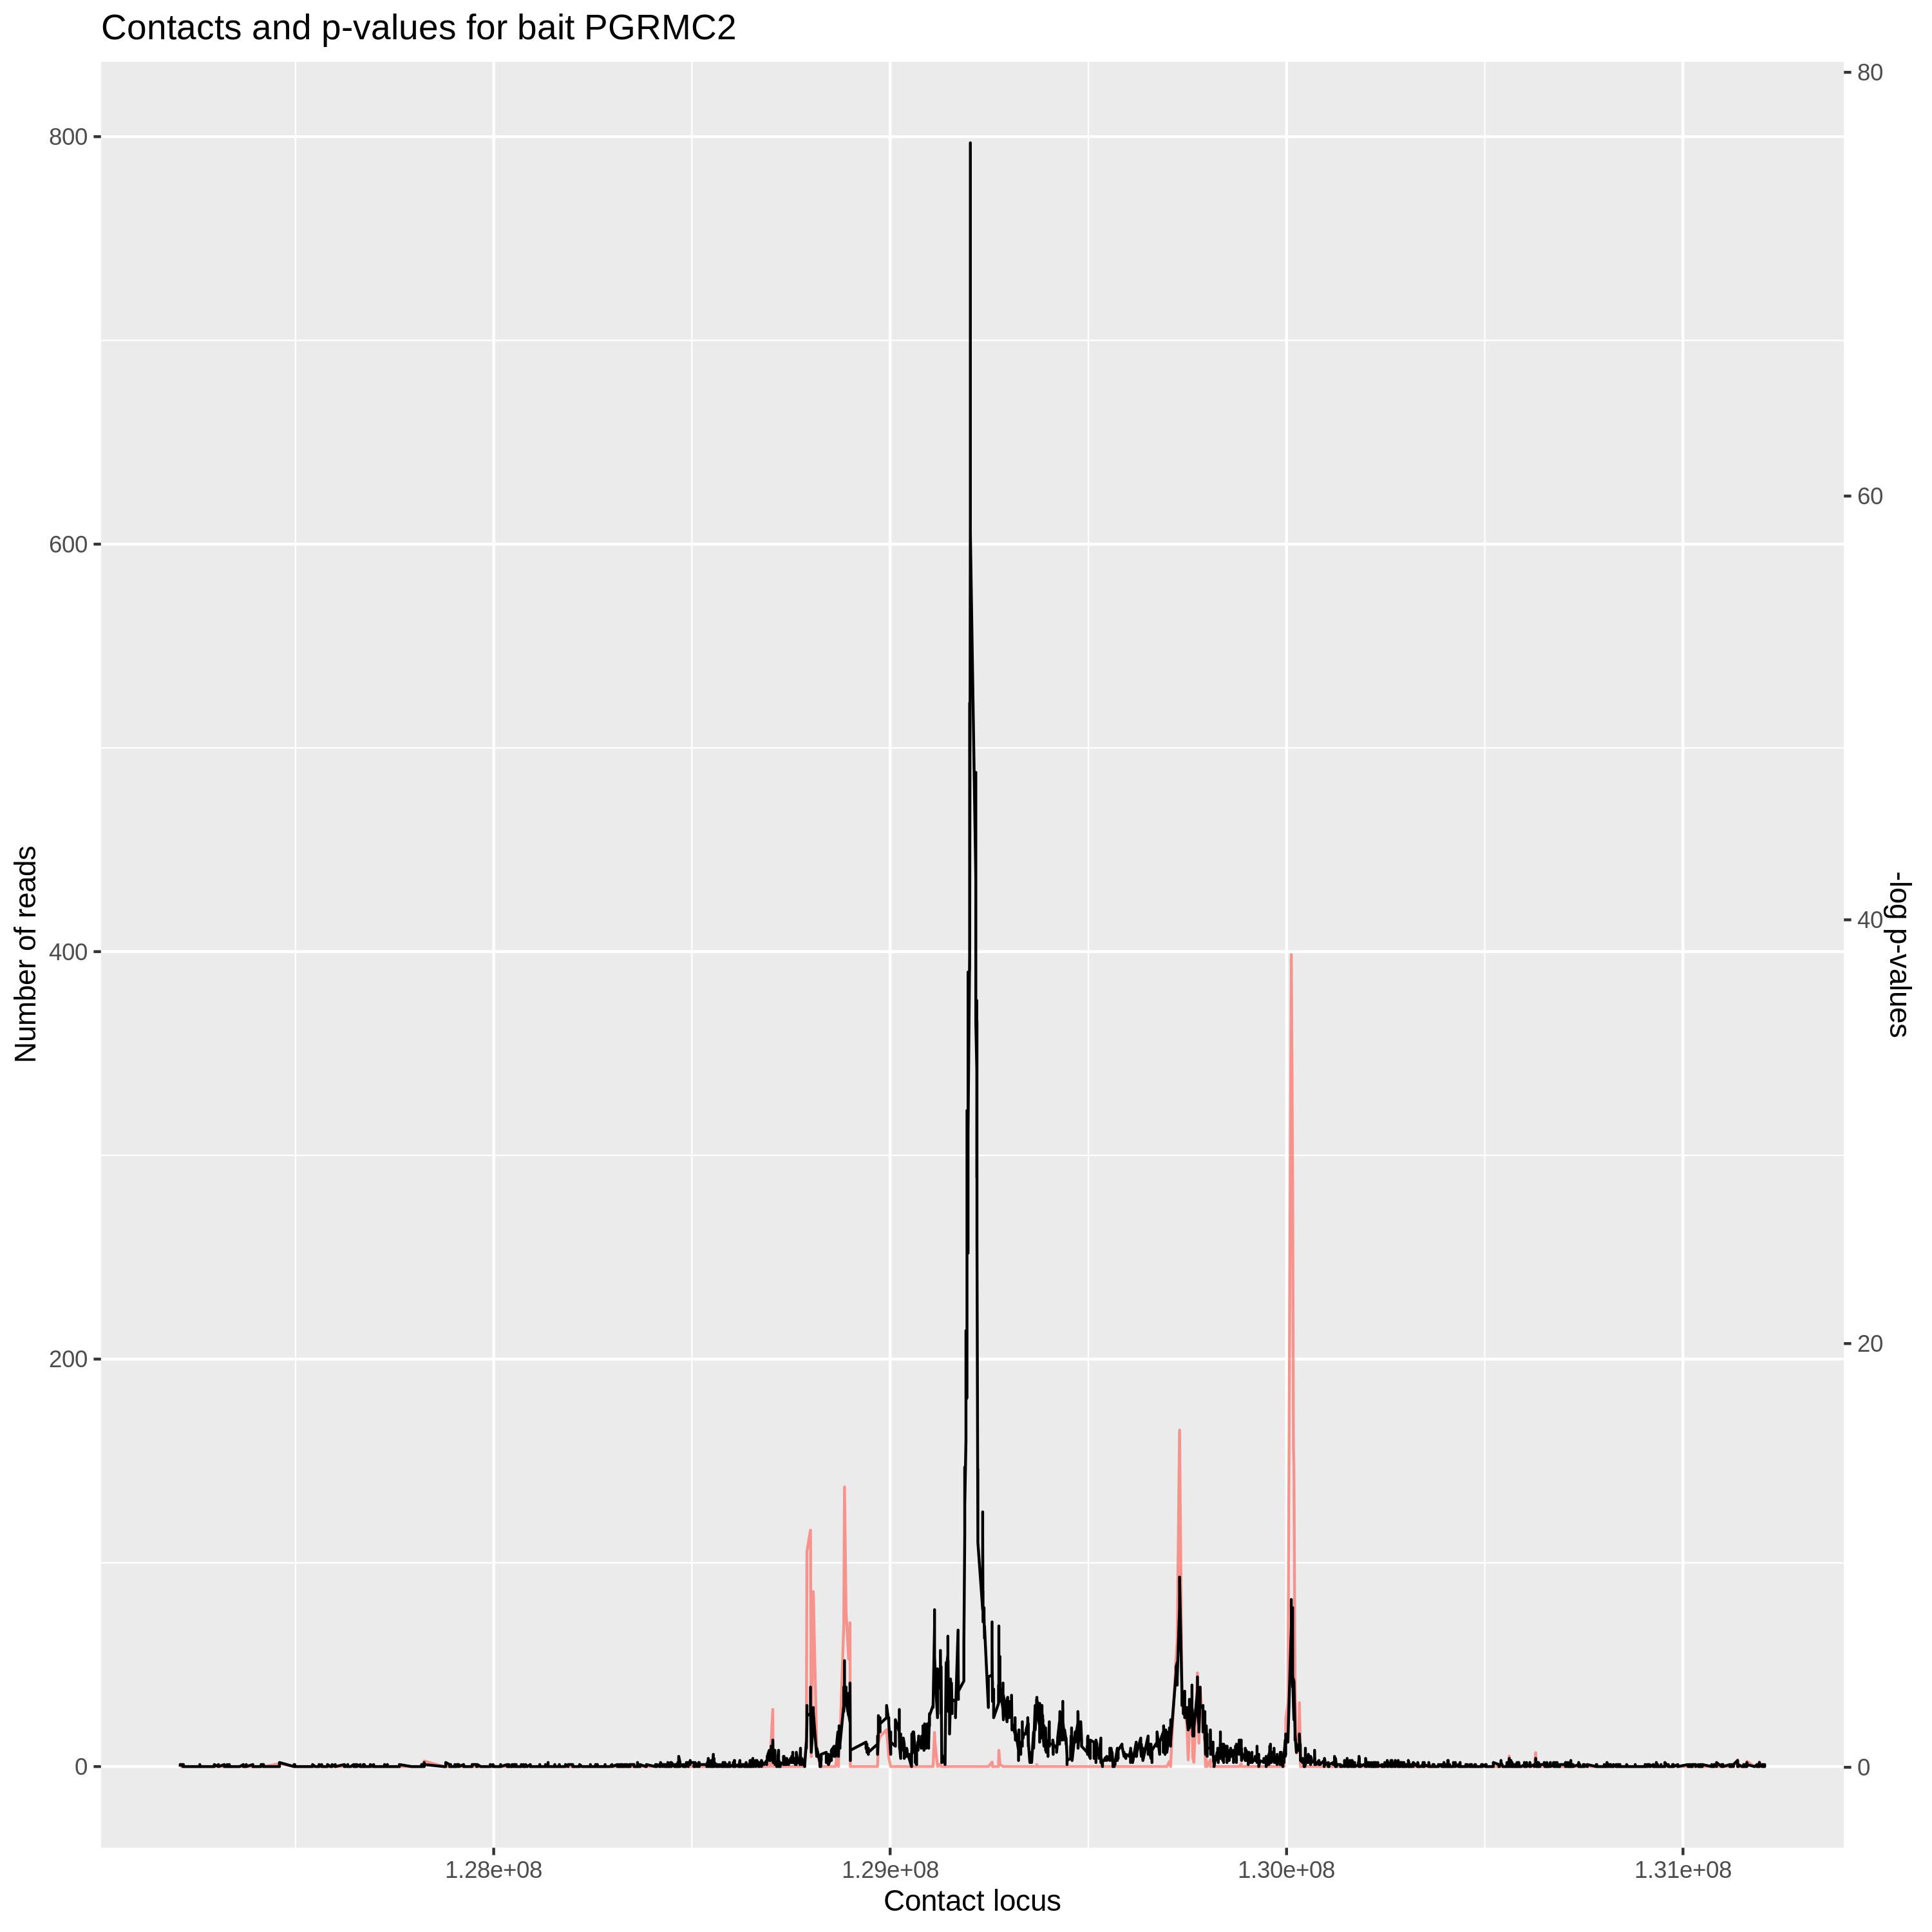 Contacts and p-values for bait PGRMC2
80
800
60
600
Number of reads
-log p-values
40
400
20
200
0
0
1.28e+08
1.29e+08
1.30e+08
1.31e+08
Contact locus